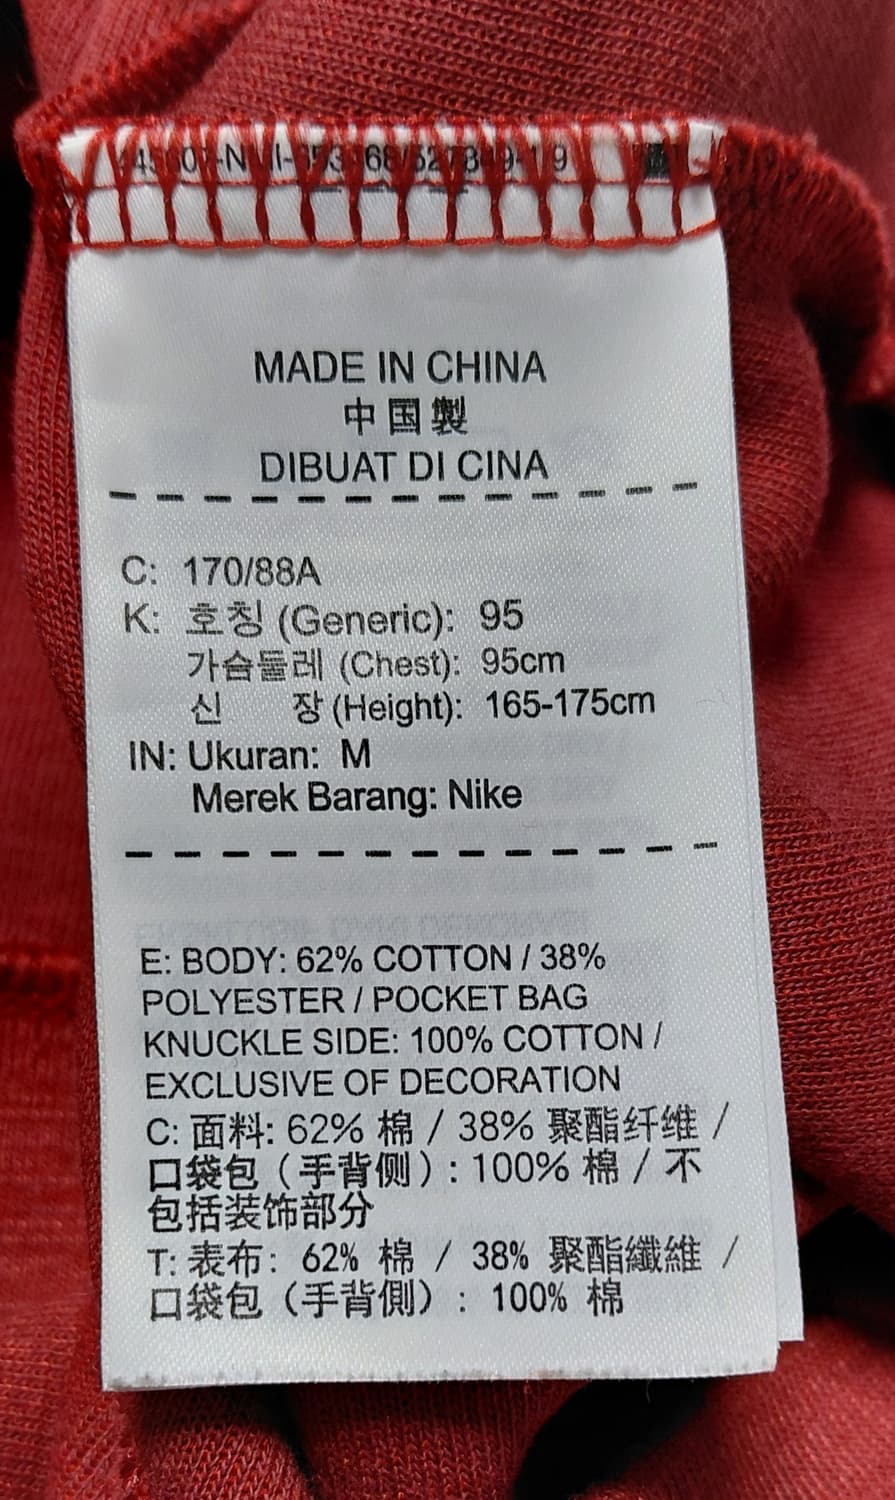 MADE IN CHINA
中国製
DIBUAT DI CINA
C: 170/88A
K: 호칭 (Generic): 95
가슴둘레 (Chest): 95cm
신 장 (Height): 165-175cm
IN: Ukuran: M
Merek Barang: Nike
E: BODY: 62% COTTON / 38%
POLYESTER / POCKET BAG
KNUCKLE SIDE: 100% COTTON /
EXCLUSIVE OF DECORATION
C: 面料: 62% 棉 / 38% 聚酯纤维 /
口袋包 (手背侧) : 100% 棉 / 不
包括装饰部分
T: 表布: 62% 棉 / 38% 聚酯纖維 /
口袋包 (手背側) : 100% 棉